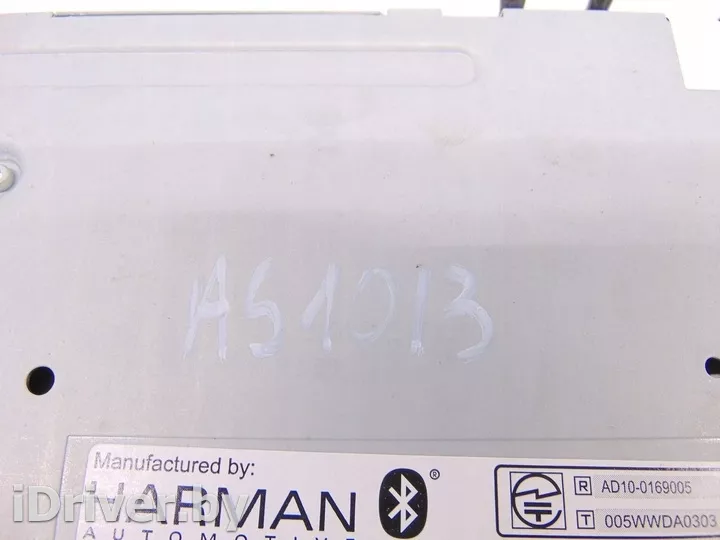 AS1013
Manufactured by:
HARMAN ®
AUTOMOTIVE
R AD10-0169005
T 005WWDA0303
iDriver.by